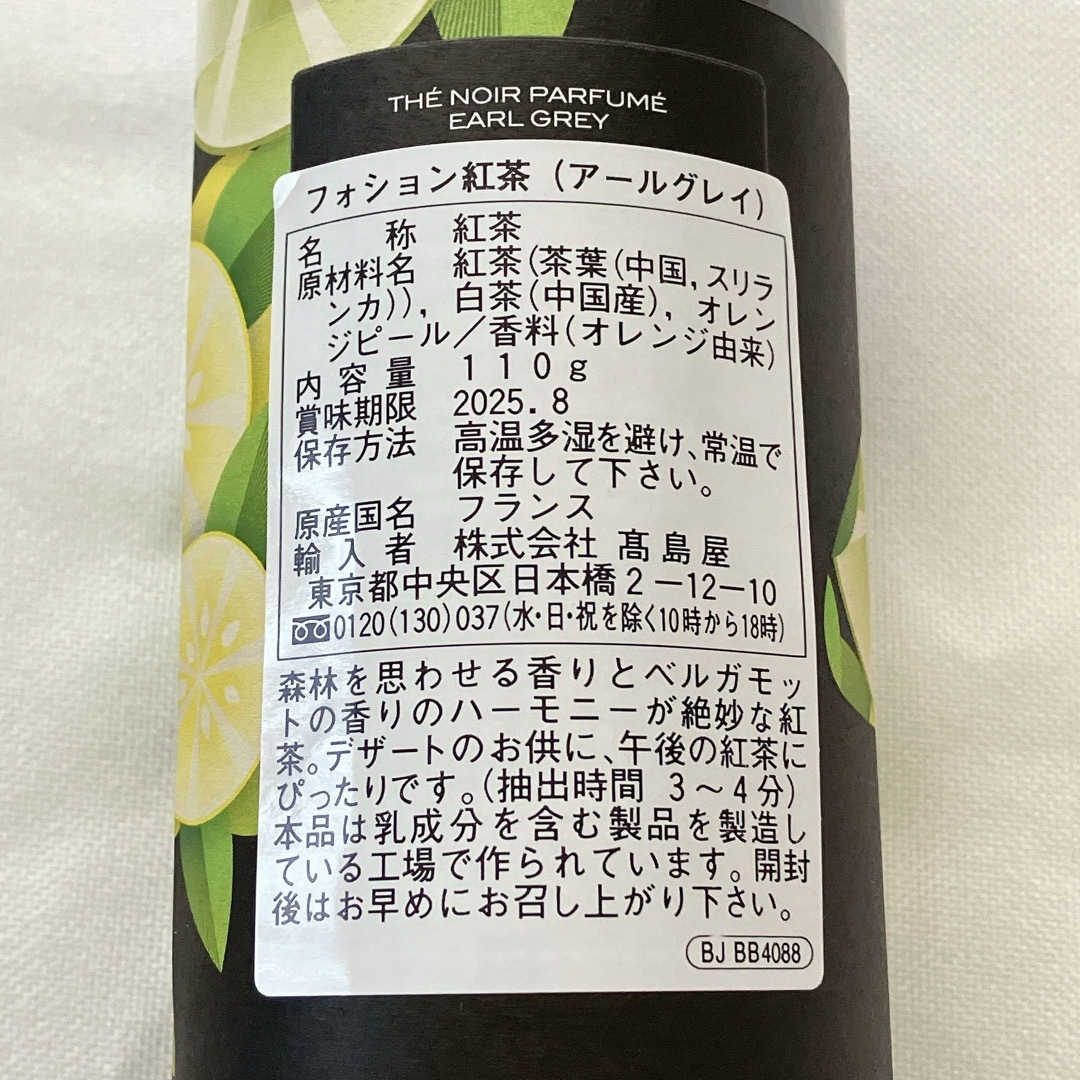 THÉ NOIR PARFUMÉ
EARL GREY
フォション紅茶（アールグレイ）
名称 紅茶
原材料名 紅茶(茶葉(中国,スリラ
ンカ)),白茶(中国産),オレン
ジピール／香料(オレンジ由来)
内容量 １１０ｇ
賞味期限 2025.8
保存方法 高温多湿を避け、常温で
保存して下さい。
原産国名 フランス
輸入者 株式会社 髙島屋
東京都中央区日本橋２－12－10
0120(130)037(水・日・祝を除く10時から18時)
森林を思わせる香りとベルガモッ
トの香りのハーモニーが絶妙な紅
茶。デザートのお供に、午後の紅茶に
ぴったりです。(抽出時間 3～4分)
本品は乳成分を含む製品を製造し
ている工場で作られています。開封
後はお早めにお召し上がり下さい。
BJ BB4088